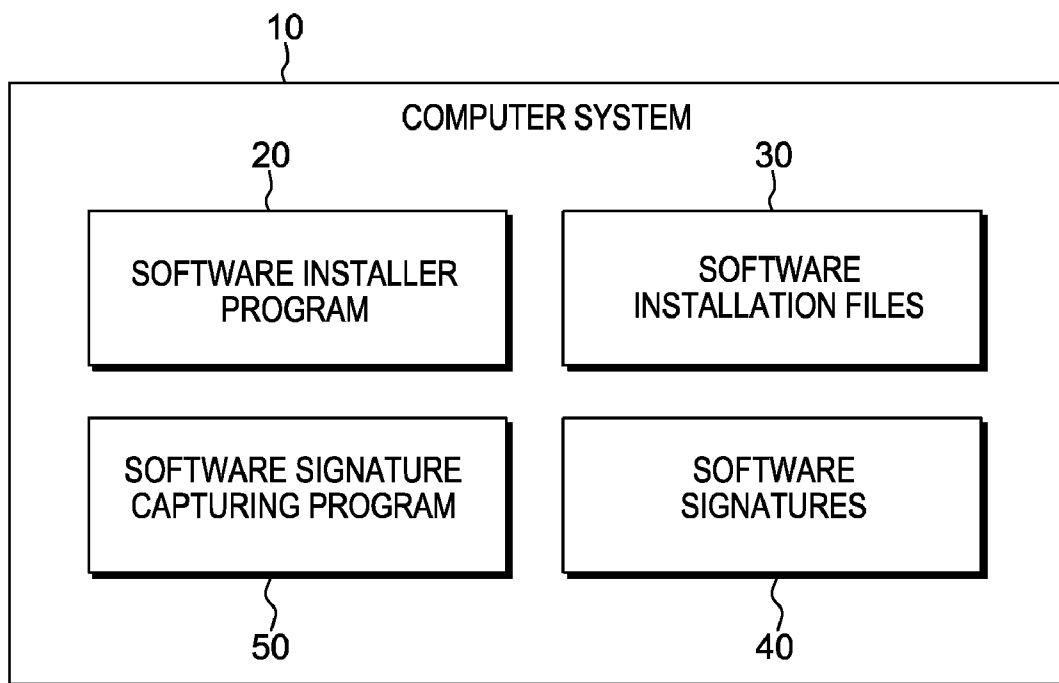 10
COMPUTER SYSTEM
20
30
SOFTWARE INSTALLER
PROGRAM
SOFTWARE
INSTALLATION FILES
SOFTWARE SIGNATURE
CAPTURING PROGRAM
SOFTWARE
SIGNATURES
50
40